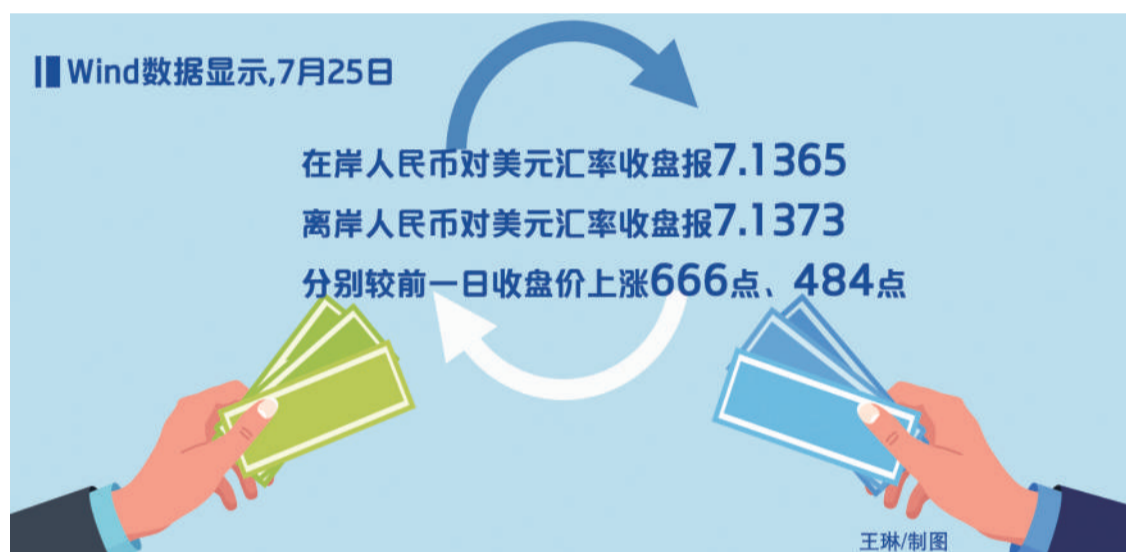 Wind数据显示,7月25日
在岸人民币对美元汇率收盘报7.1365
离岸人民币对美元汇率收盘报7.1373
分别较前一日收盘价上涨666点、484点
王琳/制图